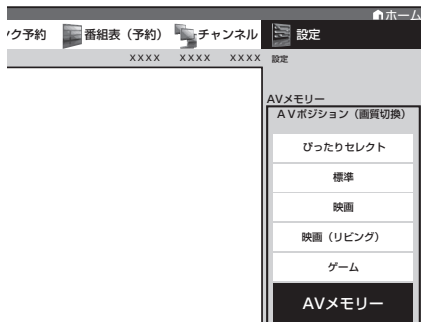 ホーム
ク予約 番組表（予約） チャンネル 設定
xxxx xxxx xxxx 設定
AVメモリー
AVポジション（画質切換）
ぴったりセレクト
標準
映画
映画（リビング）
ゲーム
AVメモリー